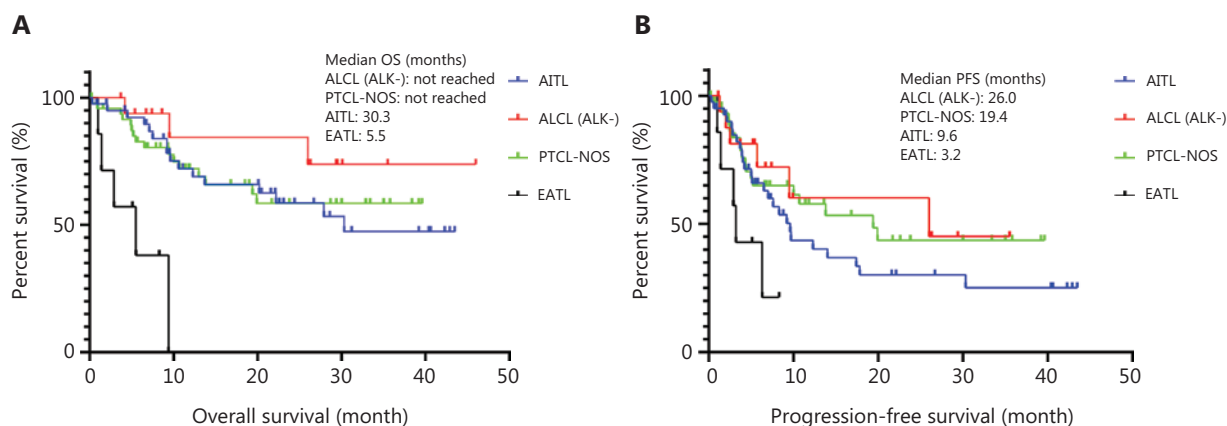 A
Median OS (months)
ALCL (ALK-): not reached
PTCL-NOS: not reached
AITL: 30.3
EATL: 5.5
AITL
ALCL (ALK-)
PTCL-NOS
EATL
Percent survival (%)
100
50
0
0 10 20 30 40 50
Overall survival (month)
B
Median PFS (months)
ALCL (ALK-): 26.0
PTCL-NOS: 19.4
AITL: 9.6
EATL: 3.2
AITL
ALCL (ALK-)
PTCL-NOS
EATL
Percent survival (%)
100
50
0
0 10 20 30 40 50
Progression-free survival (month)